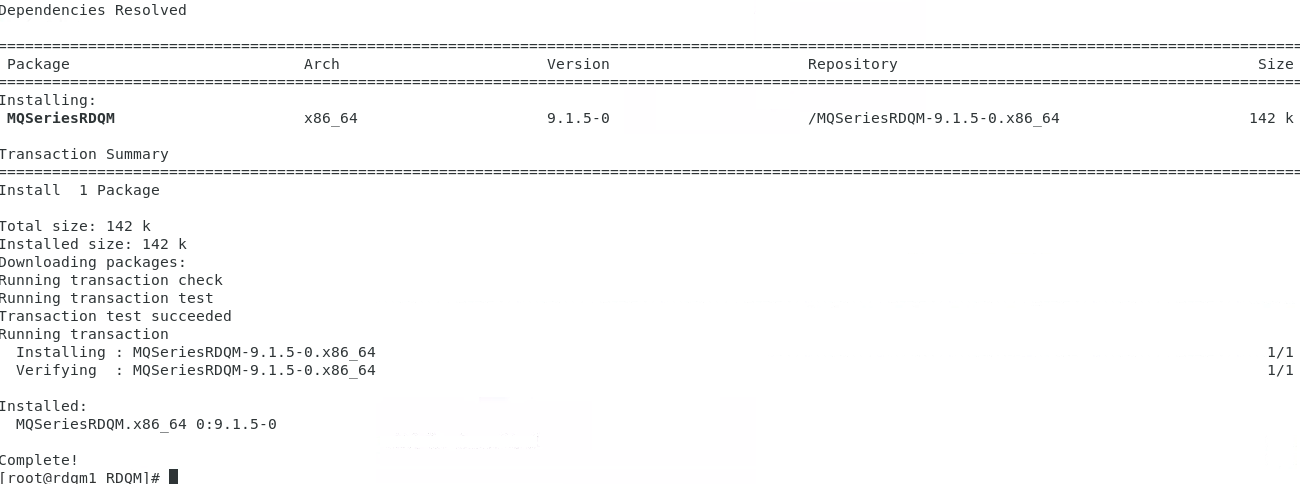 Dependencies Resolved
================================================================================
Package Arch Version Repository Size
================================================================================
Installing:
MQSeriesRDQM x86_64 9.1.5-0 /MQSeriesRDQM-9.1.5-0.x86_64 142 k
Transaction Summary
================================================================================
Install  1 Package
Total size: 142 k
Installed size: 142 k
Downloading packages:
Running transaction check
Running transaction test
Transaction test succeeded
Running transaction
Installing : MQSeriesRDQM-9.1.5-0.x86_64 1/1
Verifying  : MQSeriesRDQM-9.1.5-0.x86_64 1/1
Installed:
MQSeriesRDQM.x86_64 0:9.1.5-0
Complete!
[root@rdqm1 RDQM]#